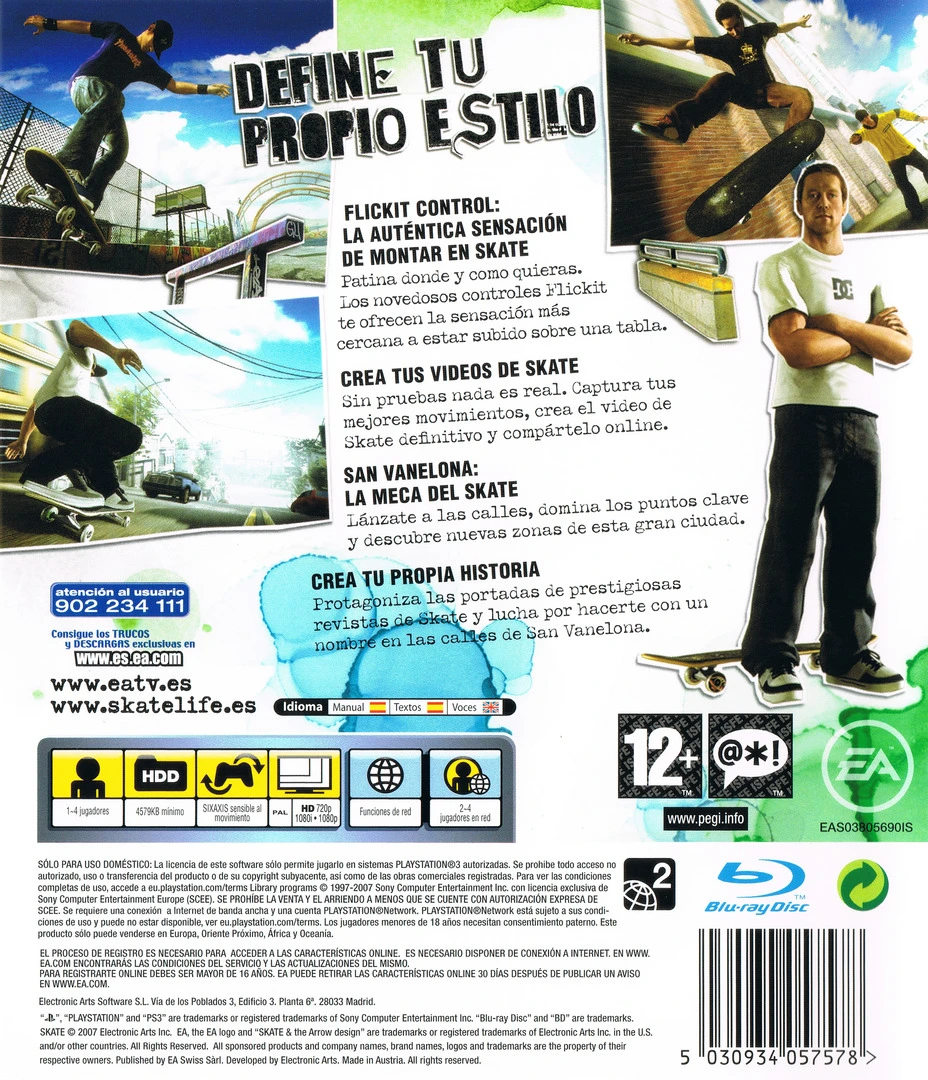 DEFINE TU
PROPIO ESTILO
FLICKIT CONTROL:
LA AUTÉNTICA SENSACIÓN
DE MONTAR EN SKATE
Patina donde y como quieras.
Los novedosos controles Flickit
te ofrecen la sensación más
cercana a estar subido sobre una tabla.
CREA TUS VIDEOS DE SKATE
Sin pruebas nada es real. Captura tus
mejores movimientos, crea el video de
Skate definitivo y compártelo online.
SAN VANELONA:
LA MECA DEL SKATE
Lánzate a las calles, domina los puntos clave
y descubre nuevas zonas de esta gran ciudad.
CREA TU PROPIA HISTORIA
Protagoniza las portadas de prestigiosas
revistas de Skate y lucha por hacerte con un
nombre en las calles de San Vanelona.
DC
atención al usuario
902 234 111
Consigue los TRUCOS
y DESCARGAS exclusivas en
www.es.ea.com
www.eatv.es
www.skatelife.es
Idioma Manual Textos Voces
HDD
1-4 jugadores
4579KB mínimo
SIXAXIS sensible al
movimiento
PAL HD 720p
1080i • 1080p
Funciones de red
2-4
jugadores en red
12+
@*!
TM TM
www.pegi.info
EA
EAS03805690IS
SÓLO PARA USO DOMÉSTICO: La licencia de este software sólo permite jugarlo en sistemas PLAYSTATION®3 autorizadas. Se prohibe todo acceso no
autorizado, uso o transferencia del producto o de su copyright subyacente, así como de las obras comerciales registradas. Para ver las condiciones
completas de uso, accede a eu.playstation.com/terms Library programs © 1997-2007 Sony Computer Entertainment Inc. con licencia exclusiva de
Sony Computer Entertainment Europe (SCEE). SE PROHÍBE LA VENTA Y EL ARRIENDO A MENOS QUE SE CUENTE CON AUTORIZACIÓN EXPRESA DE
SCEE. Se requiere una conexión a Internet de banda ancha y una cuenta PLAYSTATION®Network. PLAYSTATION®Network está sujeto a sus condi-
ciones de uso y puede no estar disponible, ver eu.playstation.com/terms. Los jugadores menores de 18 años necesitan consentimiento paterno. Este
producto sólo puede venderse en Europa, Oriente Próximo, África y Oceanía.
2
Blu-ray Disc
EL PROCESO DE REGISTRO ES NECESARIO PARA ACCEDER A LAS CARACTERÍSTICAS ONLINE. ES NECESARIO DISPONER DE CONEXIÓN A INTERNET. EN WWW.
EA.COM ENCONTRARÁS LAS CONDICIONES DEL SERVICIO Y LAS ACTUALIZACIONES DEL MISMO.
PARA REGISTRARTE ONLINE DEBES SER MAYOR DE 16 AÑOS. EA PUEDE RETIRAR LAS CARACTERÍSTICAS ONLINE 30 DÍAS DESPUÉS DE PUBLICAR UN AVISO
EN WWW.EA.COM.
Electronic Arts Software S.L. Vía de los Poblados 3, Edificio 3. Planta 6ª. 28033 Madrid.
"", "PLAYSTATION" and "PS3" are trademarks or registered trademarks of Sony Computer Entertainment Inc. "Blu-ray Disc" and "BD" are trademarks.
SKATE © 2007 Electronic Arts Inc. EA, the EA logo and "SKATE & the Arrow design" are trademarks or registered trademarks of Electronic Arts Inc. in the U.S.
and/or other countries. All Rights Reserved. All sponsored products and company names, brand names, logos and trademarks are the property of their
respective owners. Published by EA Swiss Sàrl. Developed by Electronic Arts. Made in Austria. All rights reserved.
5 030934 057578 >